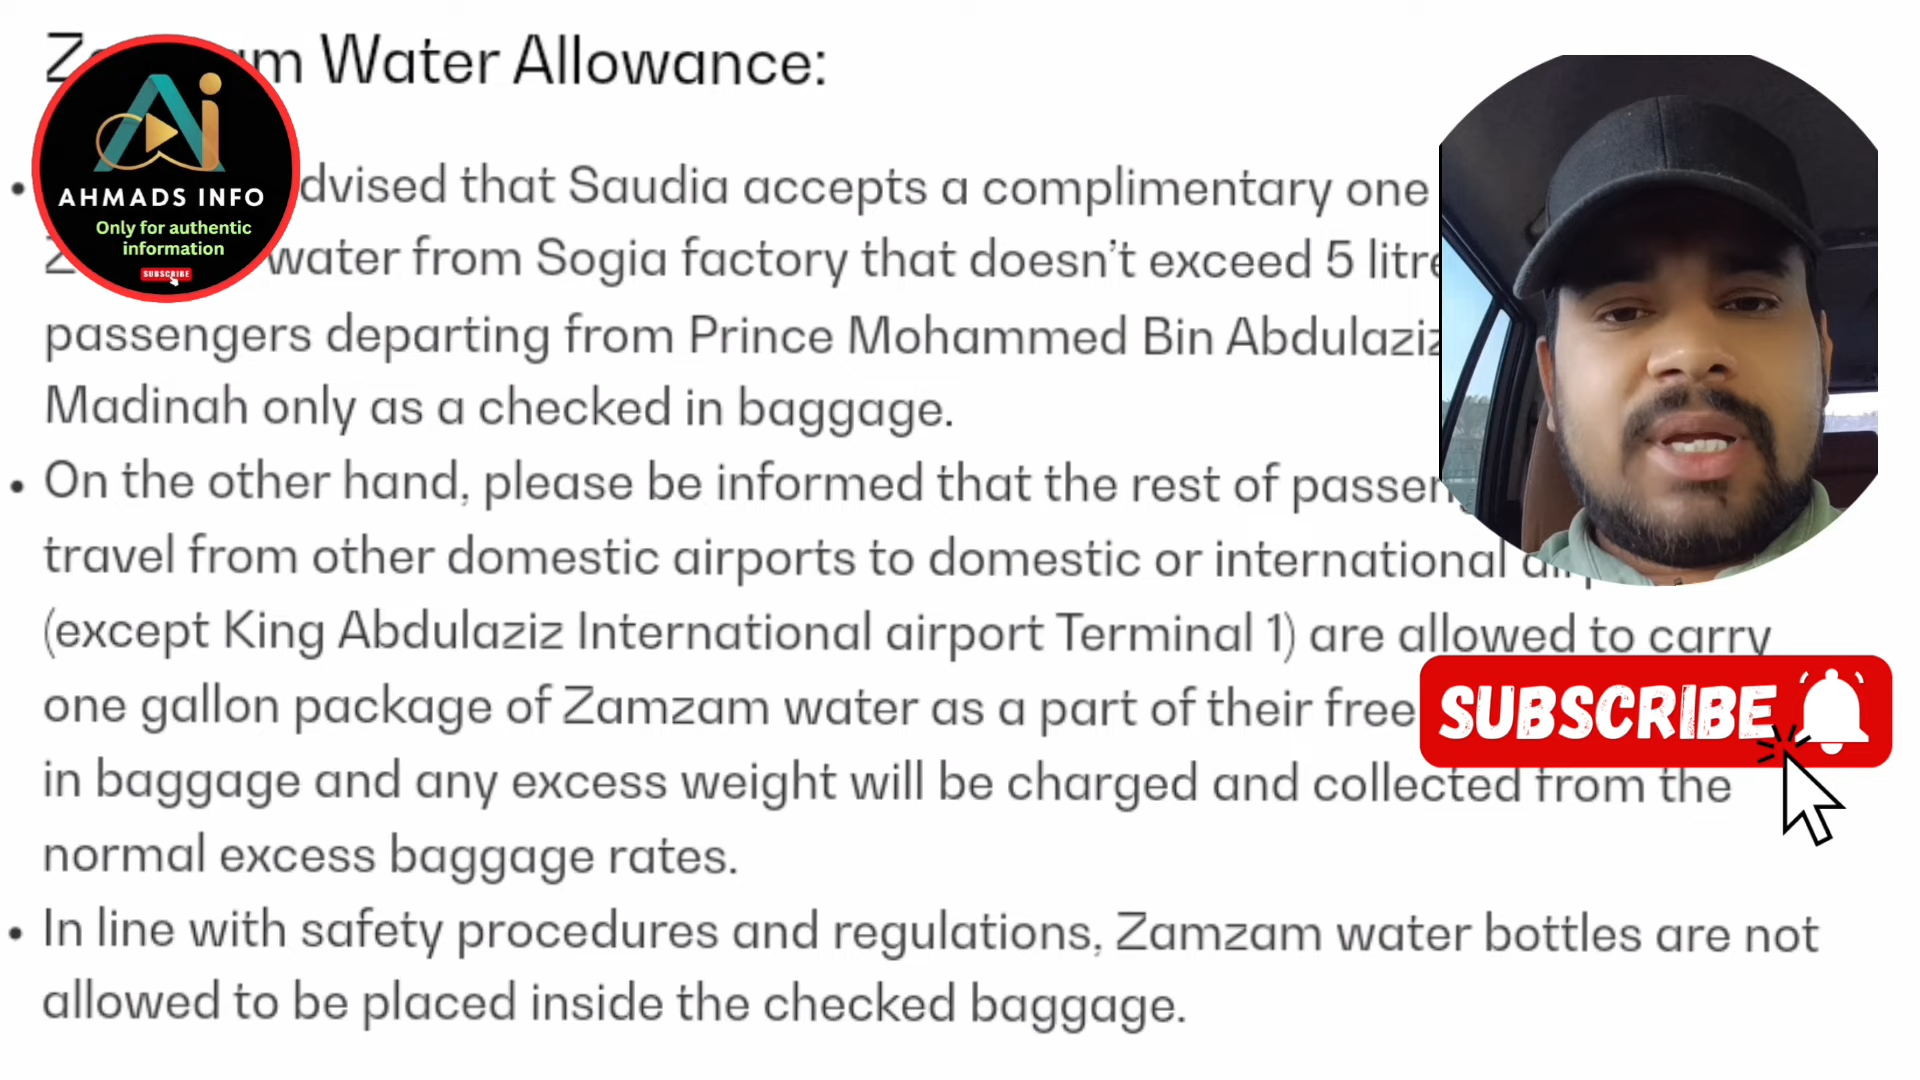 Water Allowance:
Saudia accepts a complimentary one
water from Sogia factory that doesn't exceed 5
passengers departing from Prince Mohammed Bin
Madinah only as a checked in baggage.
On the other hand, please be informed that the rest of
travel from other domestic airports to domestic or international
(except King Abdulaziz International airport Terminal 1) are allowed to carry
one gallon package of Zamzam water as a part of their free
in baggage and any excess weight will be charged and collected from the
normal excess baggage rates.
In line with safety procedures and regulations, Zamzam water bottles are not
allowed to be placed inside the checked baggage.
Ai
AHMADS INFO
Only for authentic
information
SUBSCRIBE
SUBSCRIBE